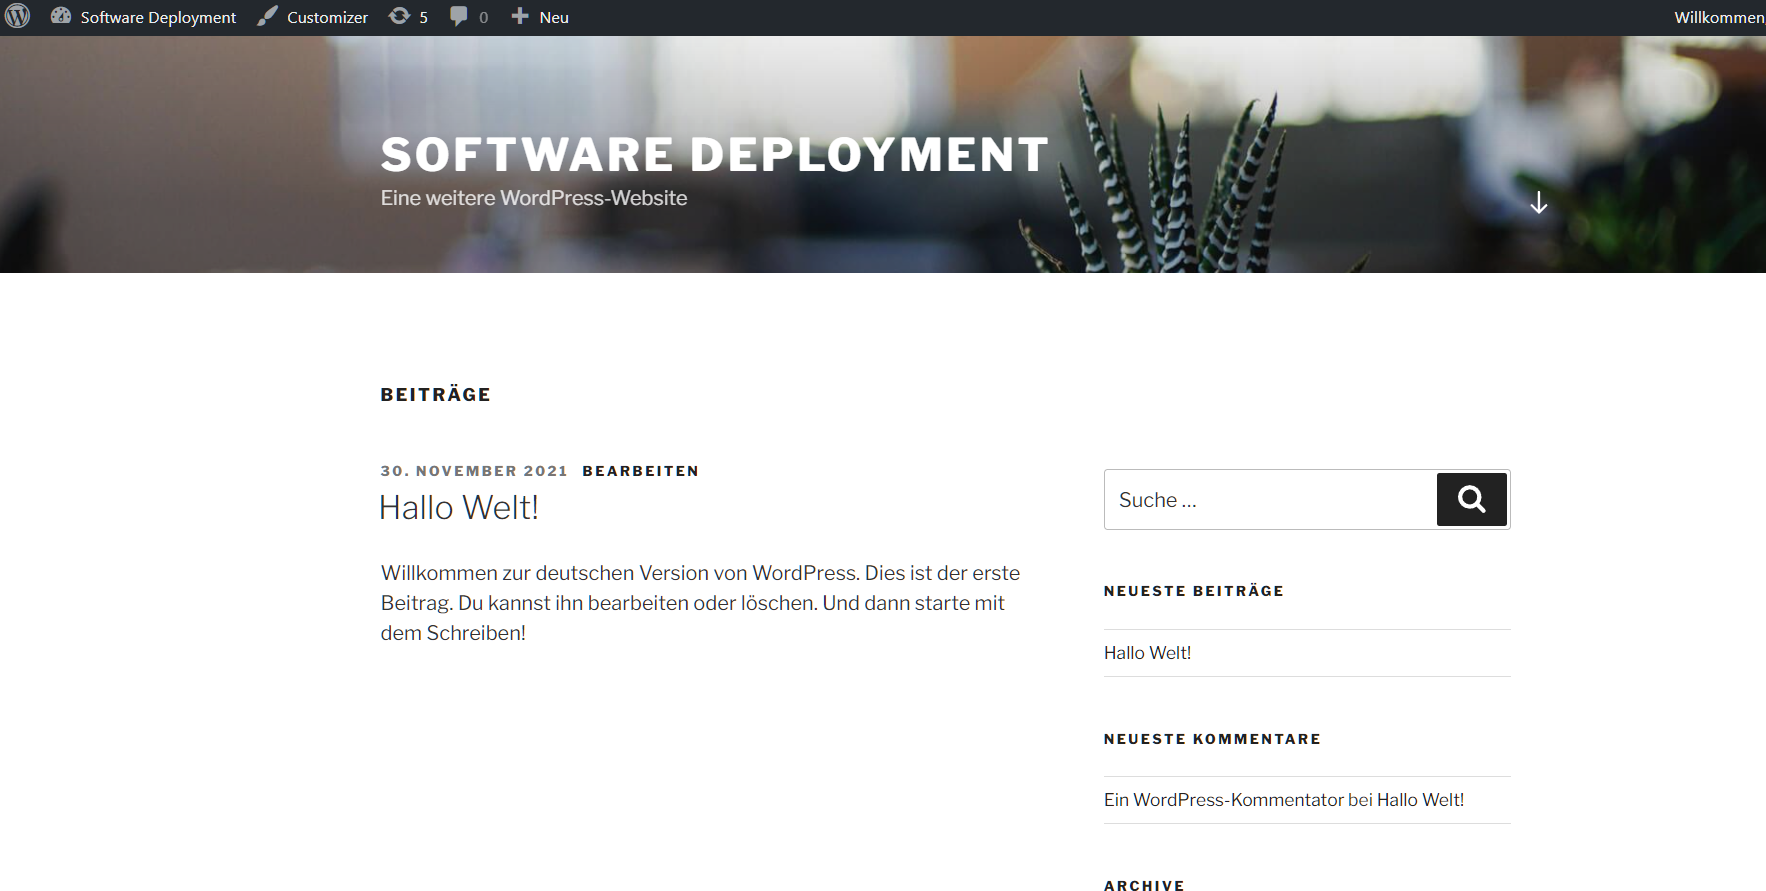 Software Deployment Customizer 5 0 Neu Willkommen,
SOFTWARE DEPLOYMENT
Eine weitere WordPress-Website
BEITRÄGE
30. NOVEMBER 2021 BEARBEITEN
Hallo Welt!
Willkommen zur deutschen Version von WordPress. Dies ist der erste
Beitrag. Du kannst ihn bearbeiten oder löschen. Und dann starte mit
dem Schreiben!
Suche …
NEUESTE BEITRÄGE
Hallo Welt!
NEUESTE KOMMENTARE
Ein WordPress-Kommentator bei Hallo Welt!
ARCHIVE